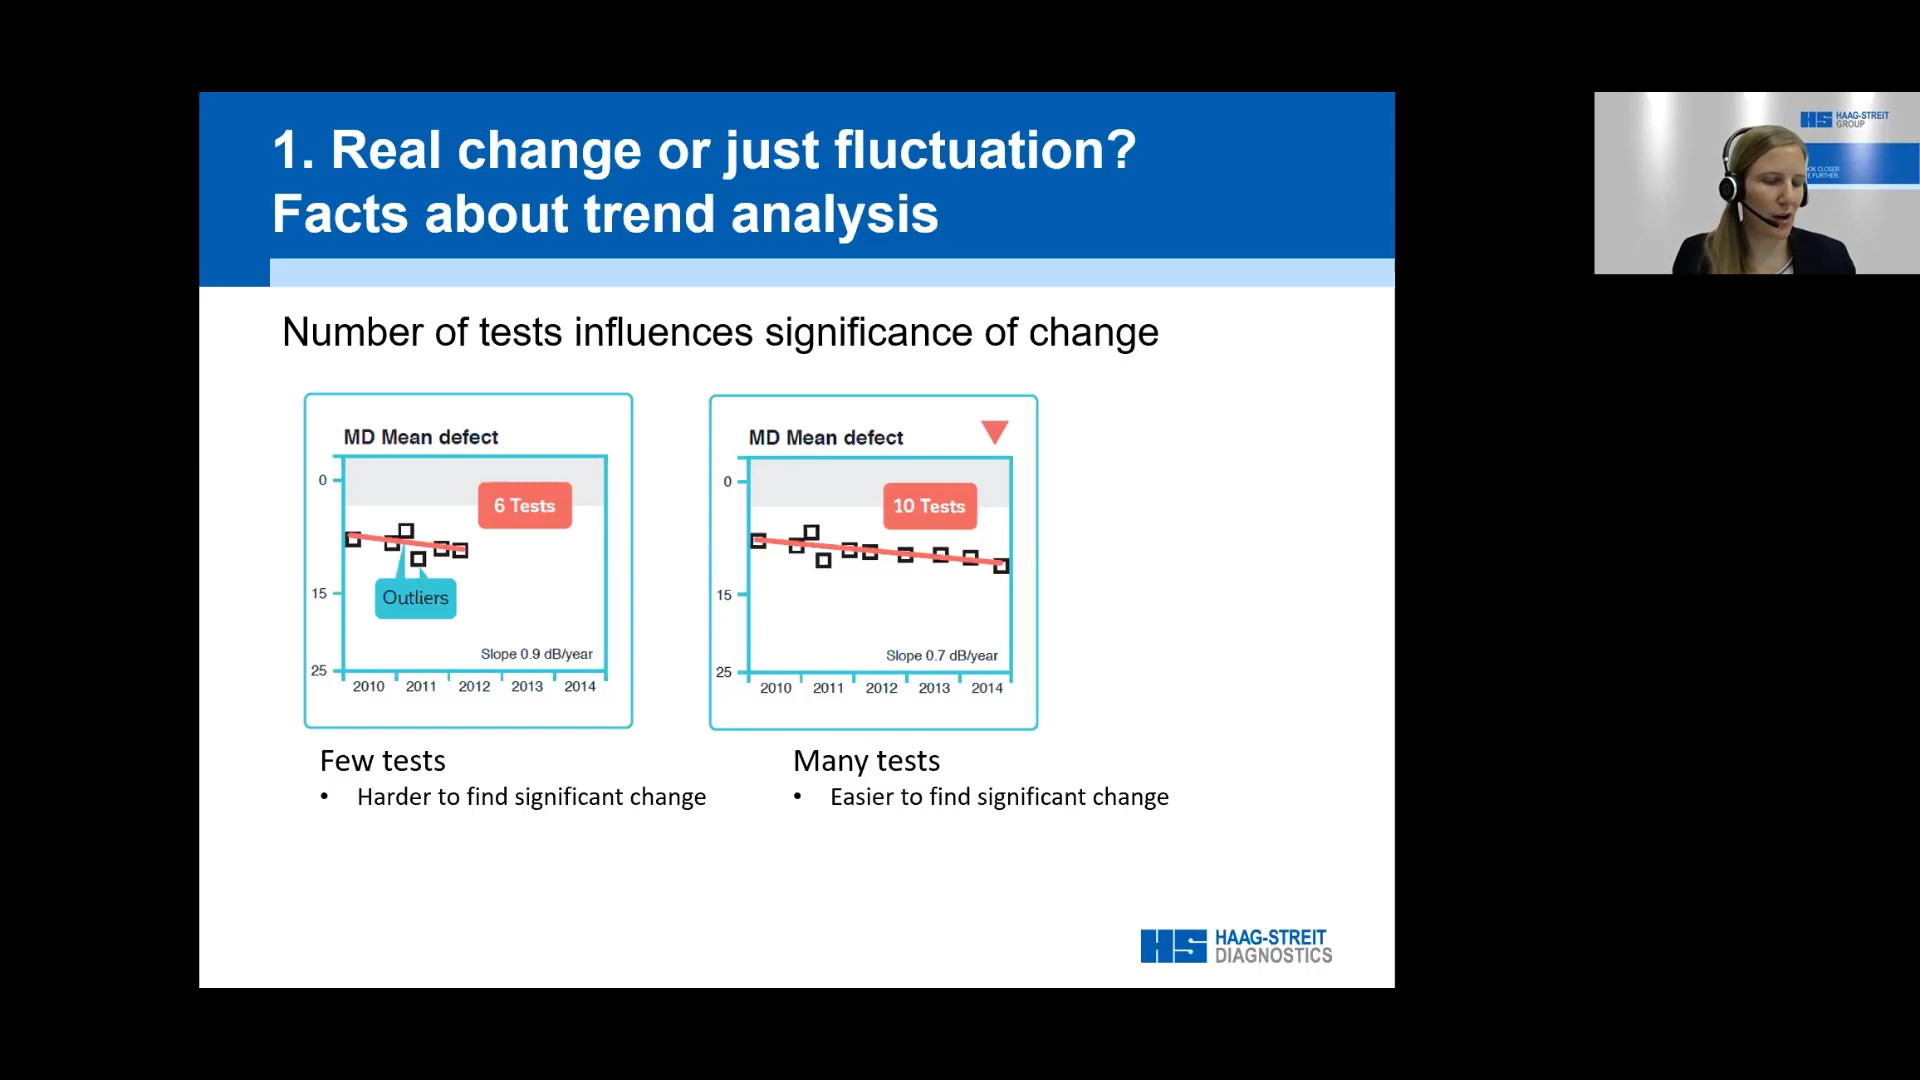 1. Real change or just fluctuation?
Facts about trend analysis
HAAG-STREIT
GROUP
Number of tests influences significance of change
MD Mean defect
0
15
25
6 Tests
Outliers
Slope 0.9 dB/year
2010 2011 2012 2013 2014
MD Mean defect
0
15
25
10 Tests
Slope 0.7 dB/year
2010 2011 2012 2013 2014
Few tests
• Harder to find significant change
Many tests
• Easier to find significant change
HS HAAG-STREIT
DIAGNOSTICS